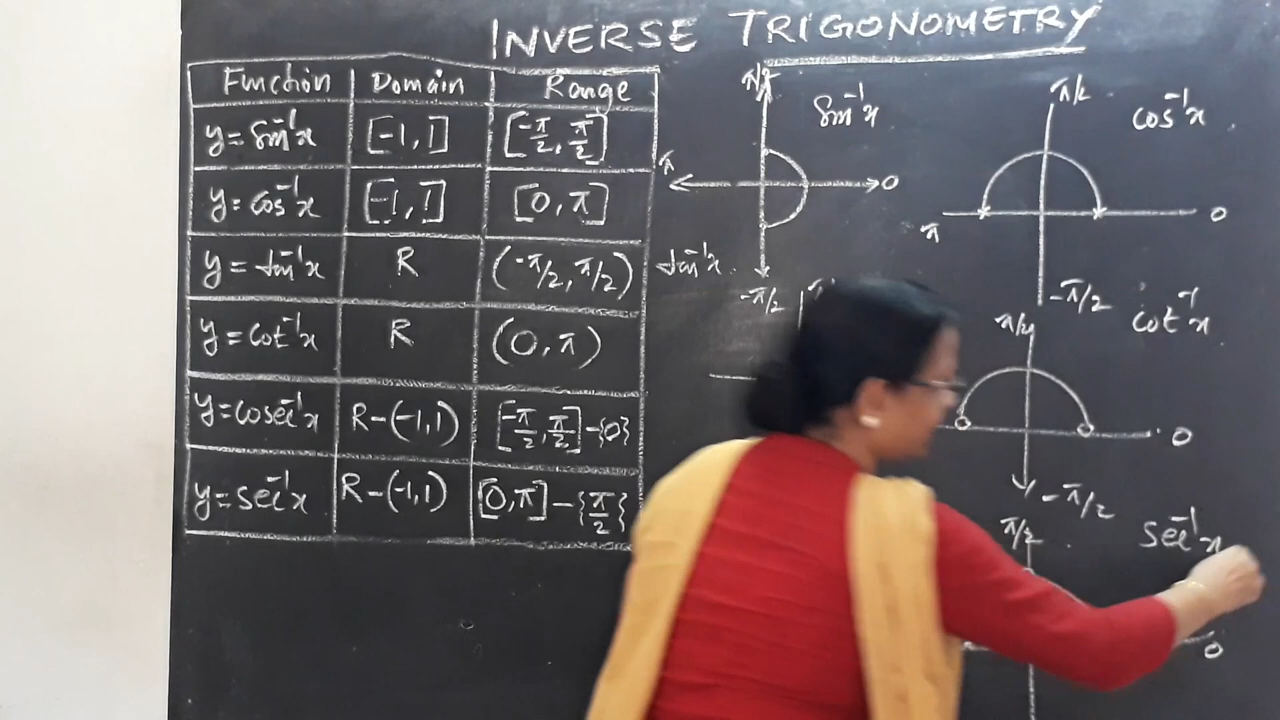 INVERSE TRIGONOMETRY
Function Domain Range
y = sin⁻¹x [-1, 1] [-π/2, π/2]
y = cos⁻¹x [-1, 1] [0, π]
y = tan⁻¹x R (-π/2, π/2)
y = cot⁻¹x R (0, π)
y = cosec⁻¹x R-(-1,1) [-π/2, π/2]-{0}
y = sec⁻¹x R-(-1,1) [0,π]-{π/2}
π/2 sin⁻¹x
π 0
-π/2
π/2 cos⁻¹x
π 0
-π/2
tan⁻¹x
π/2 cot⁻¹x
0
-π/2
π/2 sec⁻¹x
0